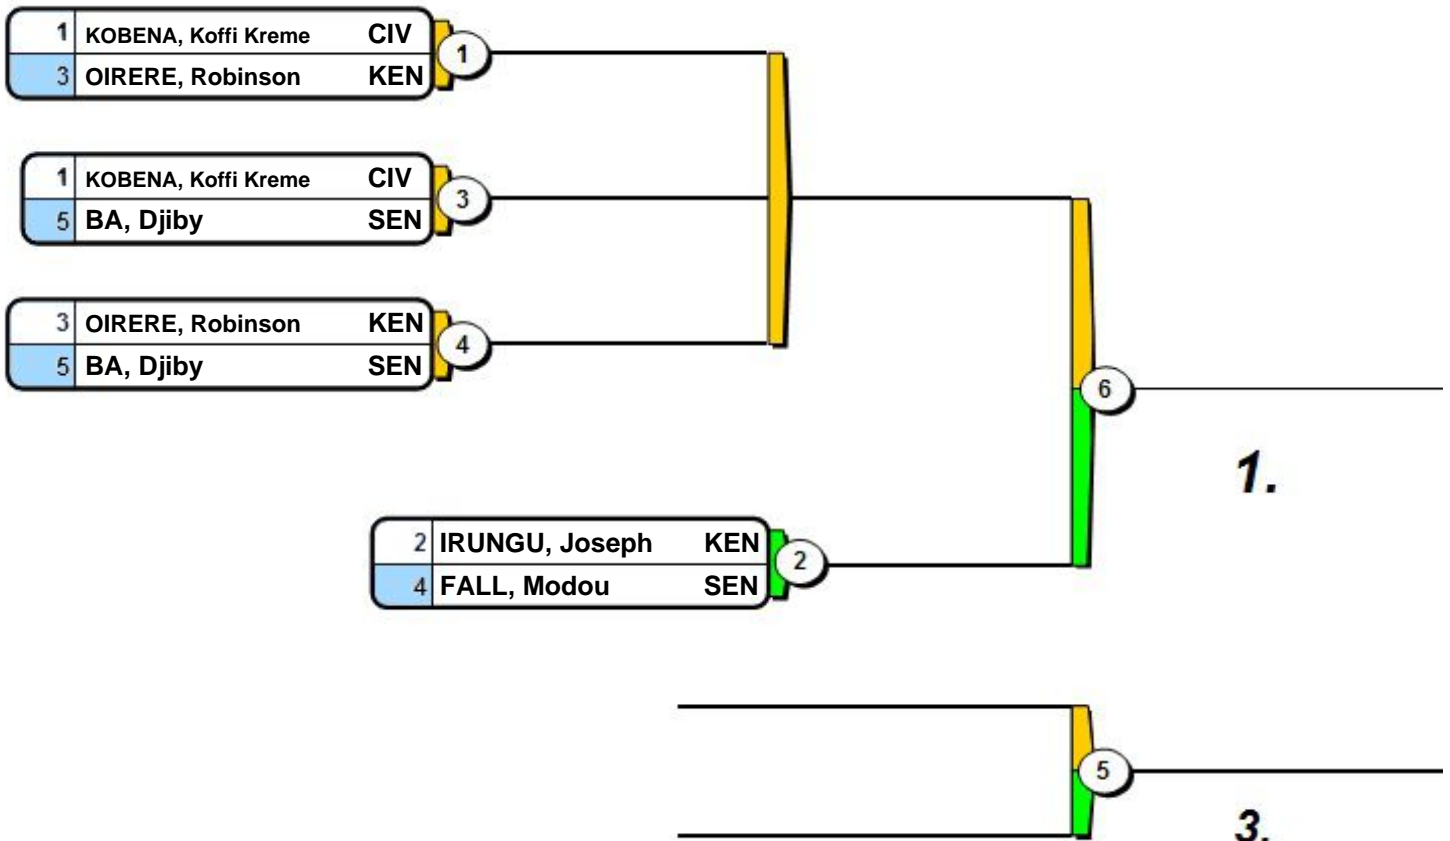 1 KOBENA, Koffi Kreme CIV
3 OIRERE, Robinson KEN
1
1 KOBENA, Koffi Kreme CIV
5 BA, Djiby SEN
3
3 OIRERE, Robinson KEN
5 BA, Djiby SEN
4
6
1.
2 IRUNGU, Joseph KEN
4 FALL, Modou SEN
2
5
3.